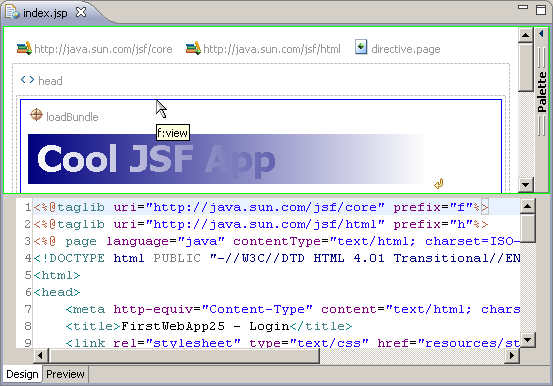 index.jsp
http://java.sun.com/jsf/core http://java.sun.com/jsf/html directive.page
head
loadBundle
f:view
Cool JSF App
Palette
1 <%@taglib uri="http://java.sun.com/jsf/core" prefix="f"%>
2 <%@taglib uri="http://java.sun.com/jsf/html" prefix="h"%>
3 <%@ page language="java" contentType="text/html; charset=ISO-
4 <!DOCTYPE html PUBLIC "-//W3C//DTD HTML 4.01 Transitional//EN
5 <html>
6 <head>
7 <meta http-equiv="Content-Type" content="text/html; chars
8 <title>FirstWebApp25 - Login</title>
9 <link rel="stylesheet" type="text/css" href="resources/st
Design Preview